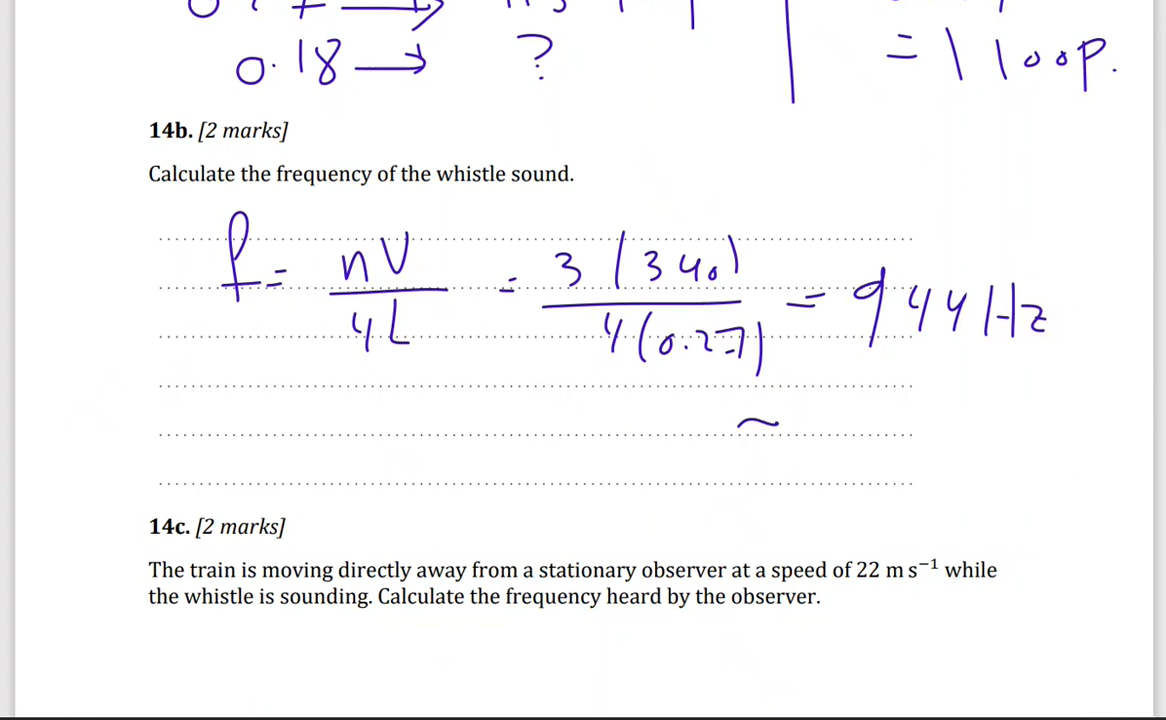 0.18 → ?
= 1 loop.
14b. [2 marks]
Calculate the frequency of the whistle sound.
f = nV / 4L = 3 (340) / 4(0.27) = 944 Hz
~
14c. [2 marks]
The train is moving directly away from a stationary observer at a speed of 22 m s⁻¹ while
the whistle is sounding. Calculate the frequency heard by the observer.